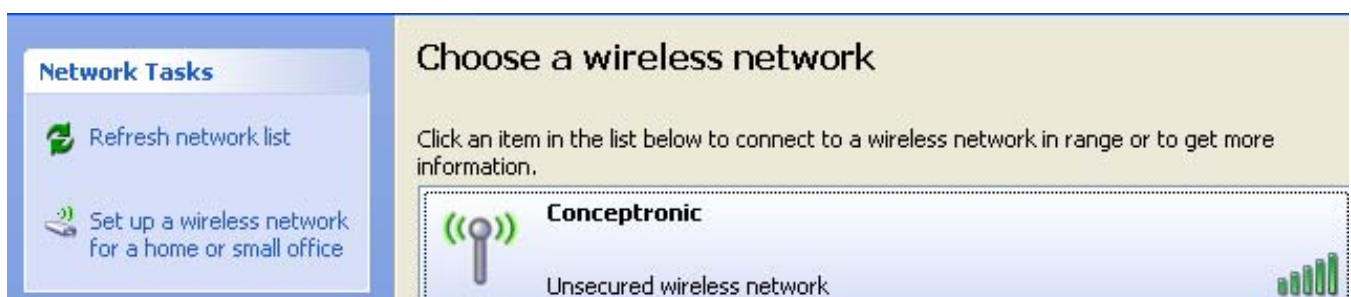 Network Tasks
Refresh network list
Set up a wireless network
for a home or small office
Choose a wireless network
Click an item in the list below to connect to a wireless network in range or to get more
information.
Conceptronic
Unsecured wireless network